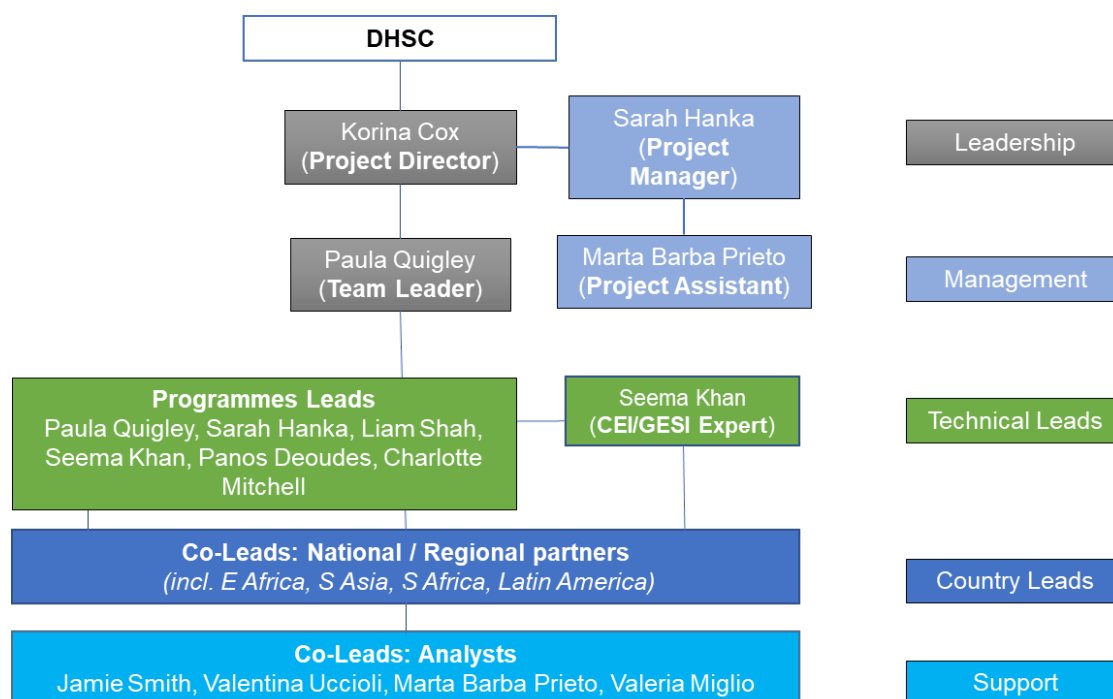 DHSC
Korina Cox
(Project Director)
Sarah Hanka
(Project
Manager)
Leadership
Paula Quigley
(Team Leader)
Marta Barba Prieto
(Project Assistant)
Management
Programmes Leads
Paula Quigley, Sarah Hanka, Liam Shah,
Seema Khan, Panos Deoudes, Charlotte
Mitchell
Seema Khan
(CEI/GESI Expert)
Technical Leads
Co-Leads: National / Regional partners
(incl. E Africa, S Asia, S Africa, Latin America)
Country Leads
Co-Leads: Analysts
Jamie Smith, Valentina Uccioli, Marta Barba Prieto, Valeria Miglio
Support